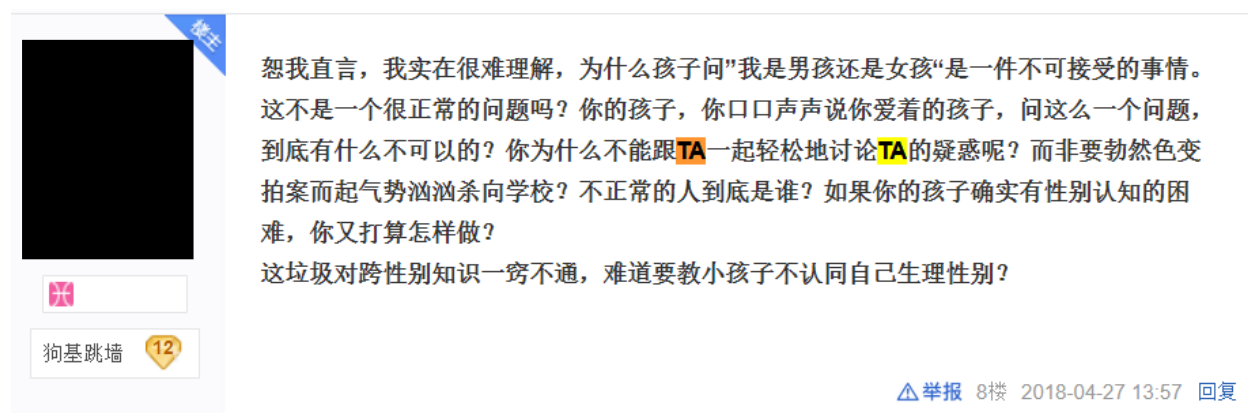 楼主
恕我直言，我实在很难理解，为什么孩子问”我是男孩还是女孩“是一件不可接受的事情。
这不是一个很正常的问题吗？你的孩子，你口口声声说你爱着的孩子，问这么一个问题，
到底有什么不可以的？你为什么不能跟TA一起轻松地讨论TA的疑惑呢？而非要勃然色变
拍案而起气势汹汹杀向学校？不正常的人到底是谁？如果你的孩子确实有性别认知的困
难，你又打算怎样做？
这垃圾对跨性别知识一窍不通，难道要教小孩子不认同自己生理性别？
狗基跳墙 12
举报 8楼 2018-04-27 13:57 回复